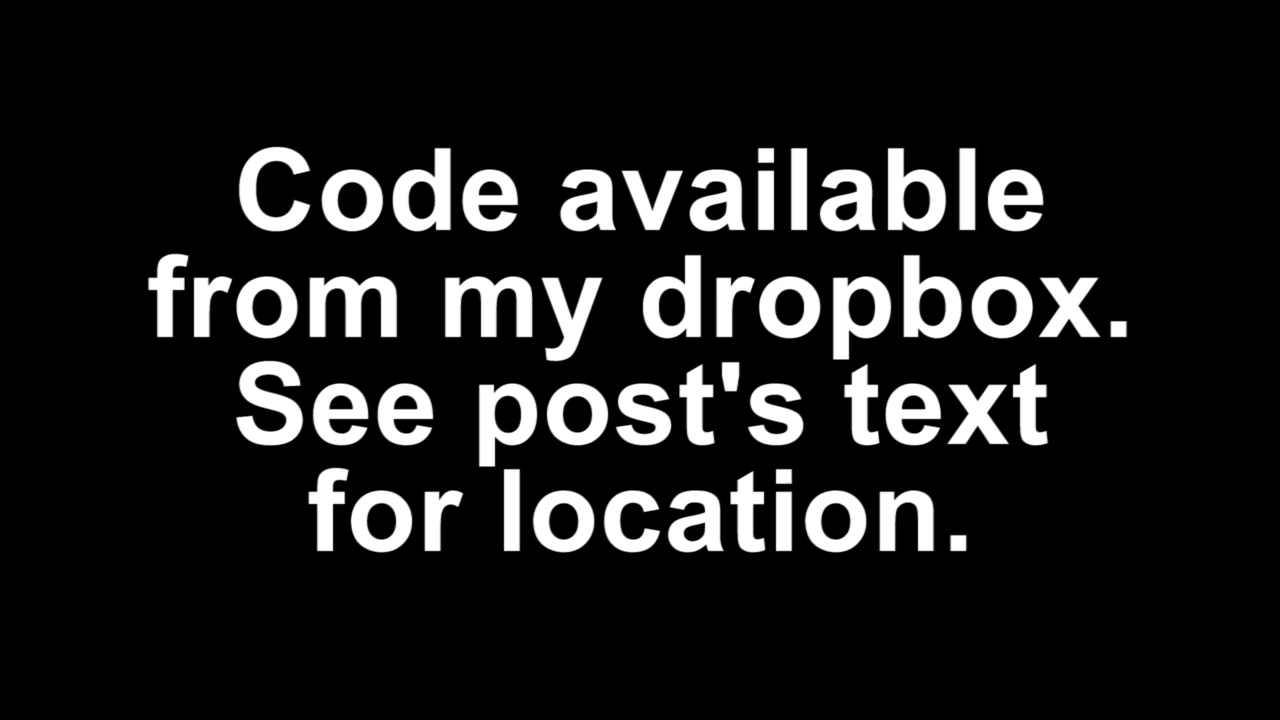 Code available
from my dropbox.
See post's text
for location.